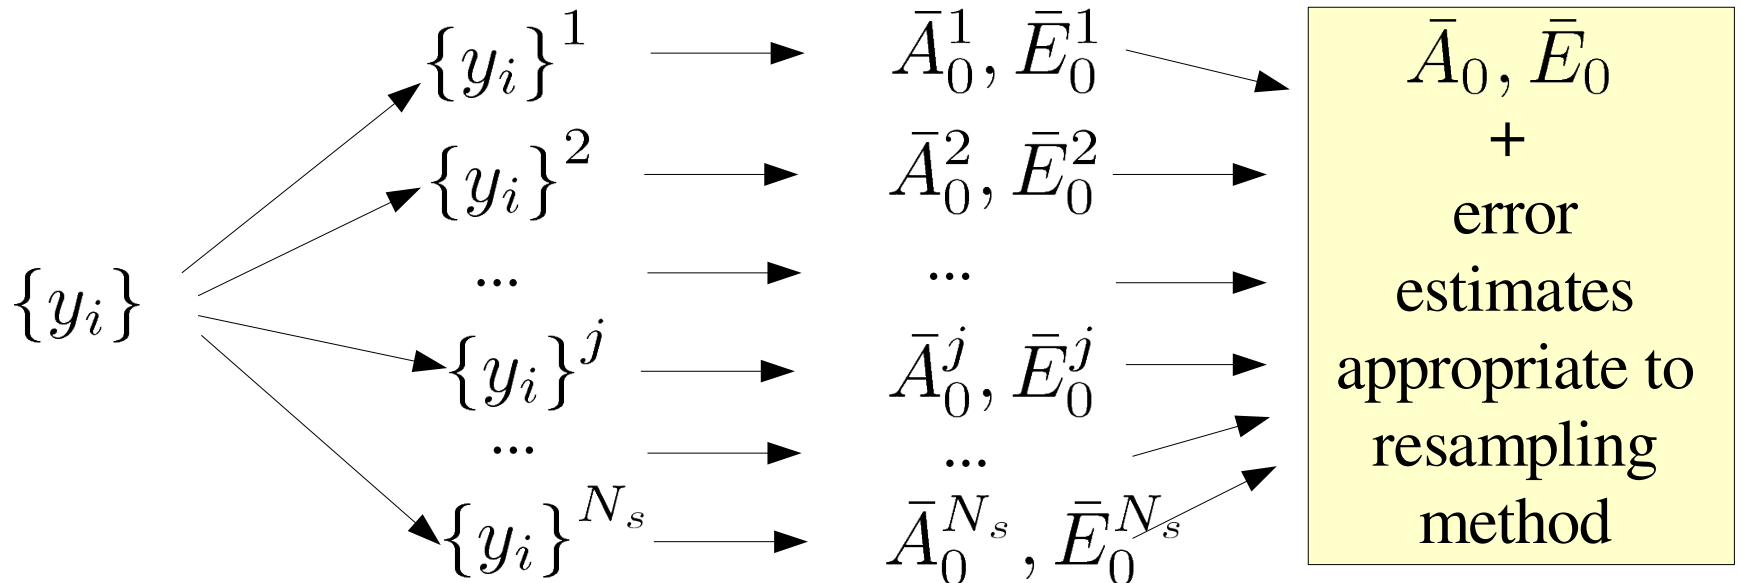 {y_i}
{y_i}^1
{y_i}^2
...
{y_i}^j
...
{y_i}^{N_s}
Ā_0^1, Ē_0^1
Ā_0^2, Ē_0^2
...
Ā_0^j, Ē_0^j
...
Ā_0^{N_s}, Ē_0^{N_s}
Ā_0, Ē_0
+
error
estimates
appropriate to
resampling
method